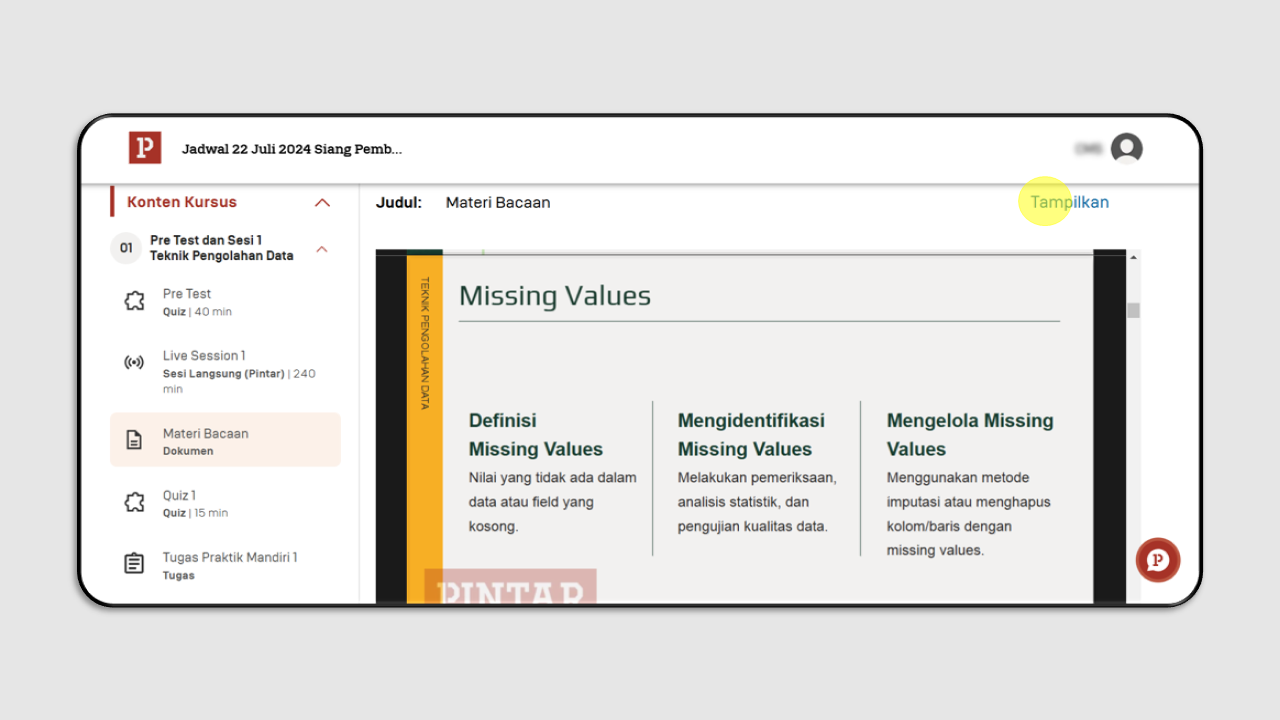 P
Jadwal 22 Juli 2024 Siang Pemb...
Konten Kursus
01
Pre Test dan Sesi 1
Teknik Pengolahan Data
Pre Test
Quiz | 40 min
Live Session 1
Sesi Langsung (Pintar) | 240
min
Materi Bacaan
Dokumen
Quiz 1
Quiz | 15 min
Tugas Praktik Mandiri 1
Tugas
Judul: Materi Bacaan
Tampilkan
TEKNIK PENGOLAHAN DATA
Missing Values
Definisi
Missing Values
Nilai yang tidak ada dalam
data atau field yang
kosong.
Mengidentifikasi
Missing Values
Melakukan pemeriksaan,
analisis statistik, dan
pengujian kualitas data.
Mengelola Missing
Values
Menggunakan metode
imputasi atau menghapus
kolom/baris dengan
missing values.
PINTAR
P